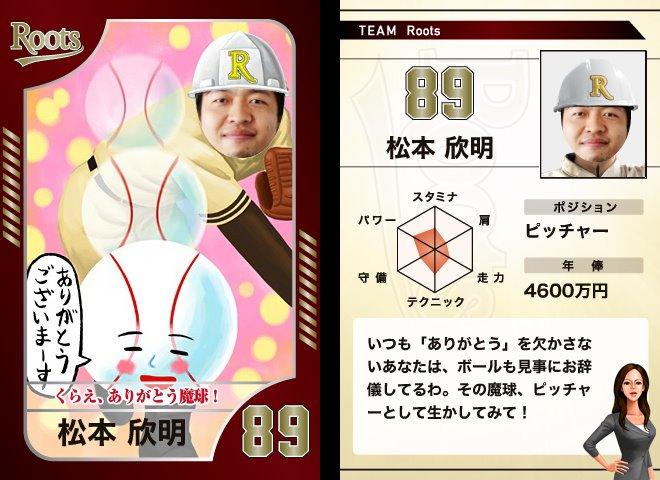 Roots
R
ありがとう
ございまーす
くらえ、ありがとう魔球！
松本 欣明
89
TEAM Roots
89
松本 欣明
R
スタミナ
パワー
肩
守備
走力
テクニック
ポジション
ピッチャー
年 俸
4600万円
いつも「ありがとう」を欠かさな
いあなたは、ボールも見事にお辞
儀してるわ。その魔球、ピッチャ
ーとして生かしてみて！